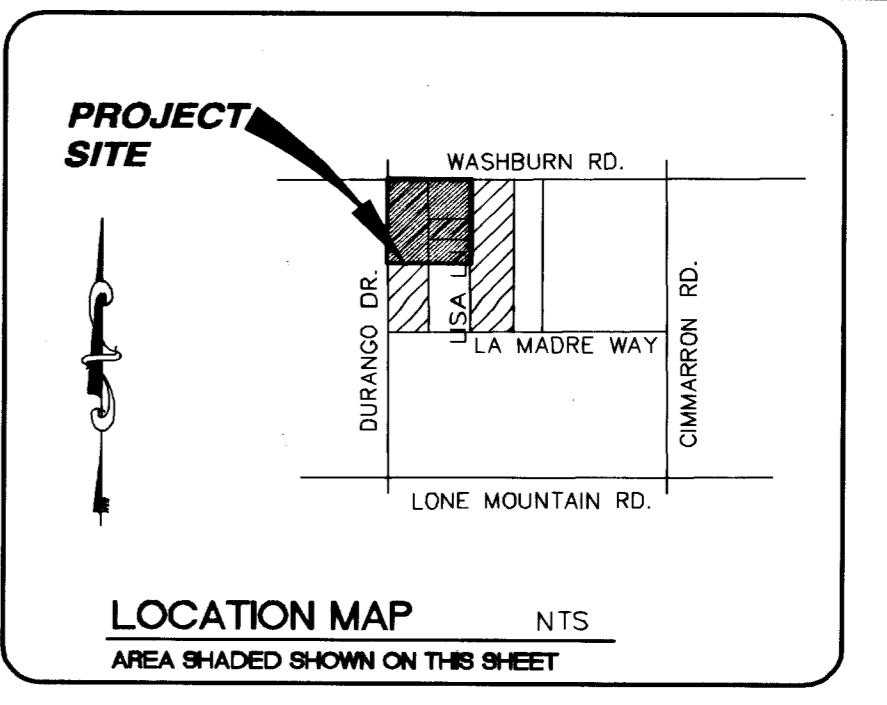 PROJECT
SITE
WASHBURN RD.
DURANGO DR.
LISA
LA MADRE WAY
CIMMARRON RD.
LONE MOUNTAIN RD.
LOCATION MAP NTS
AREA SHADED SHOWN ON THIS SHEET